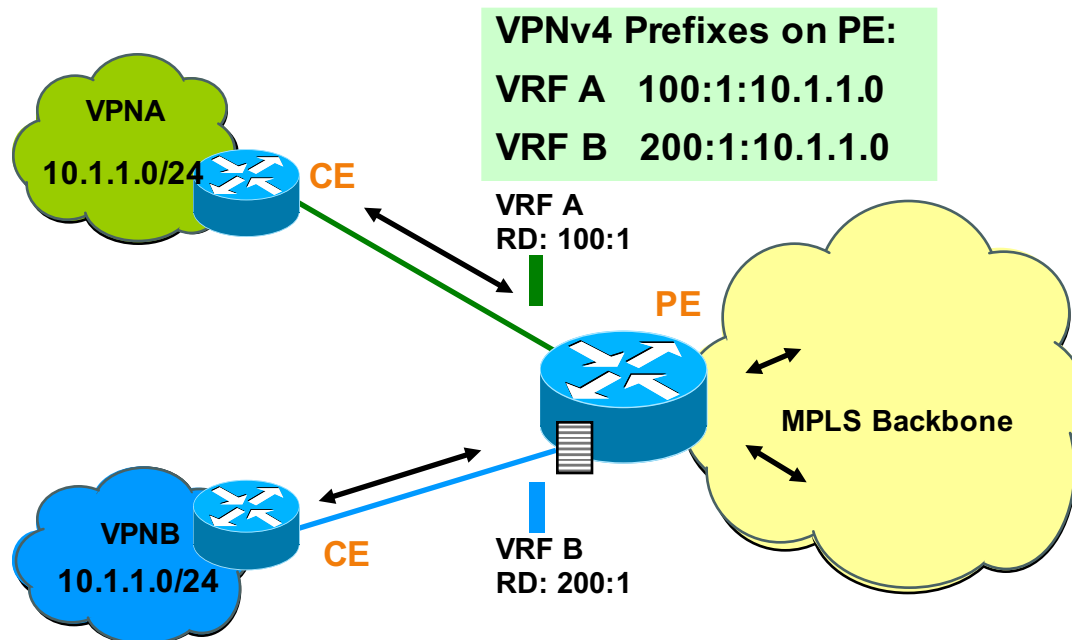 VPNv4 Prefixes on PE:
VRF A 100:1:10.1.1.0
VRF B 200:1:10.1.1.0
VPNA
10.1.1.0/24
CE
VRF A
RD: 100:1
PE
MPLS Backbone
VPNB
10.1.1.0/24
CE
VRF B
RD: 200:1